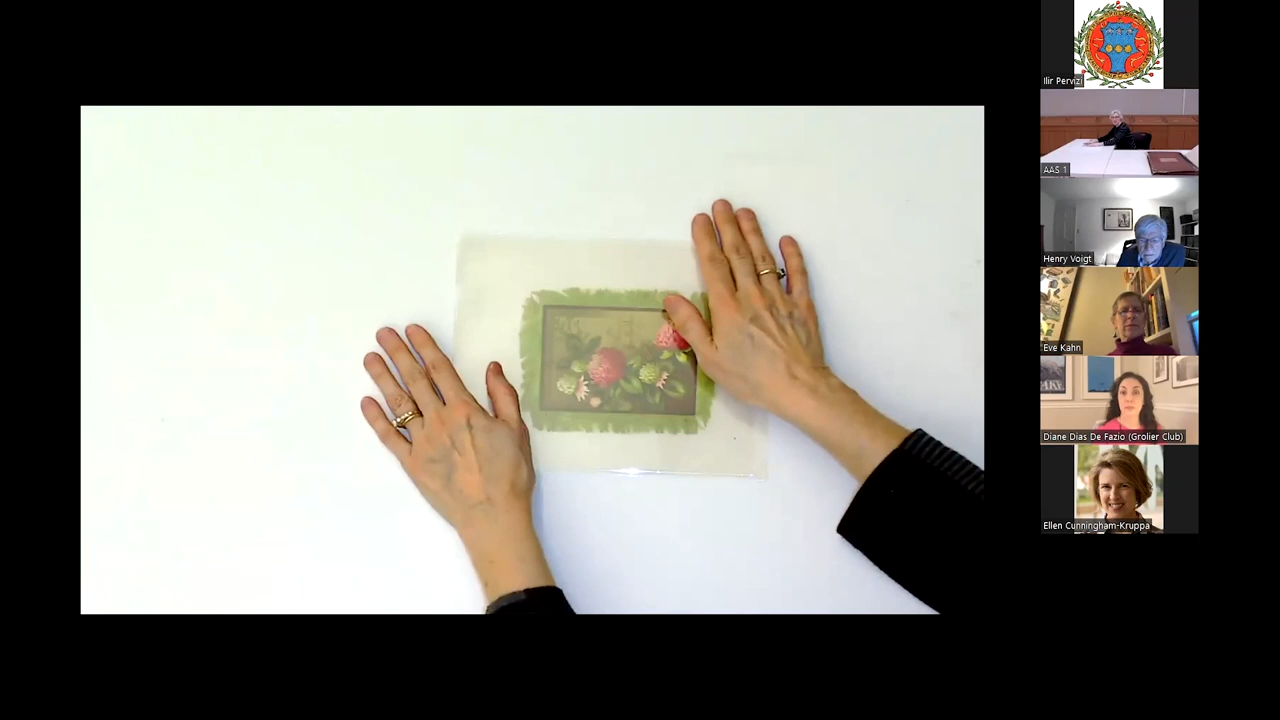 Ilir Pervizi
AAS 1
Henry Voigt
Eve Kahn
Diane Dias De Fazio (Grolier Club)
Ellen Cunningham-Kruppa